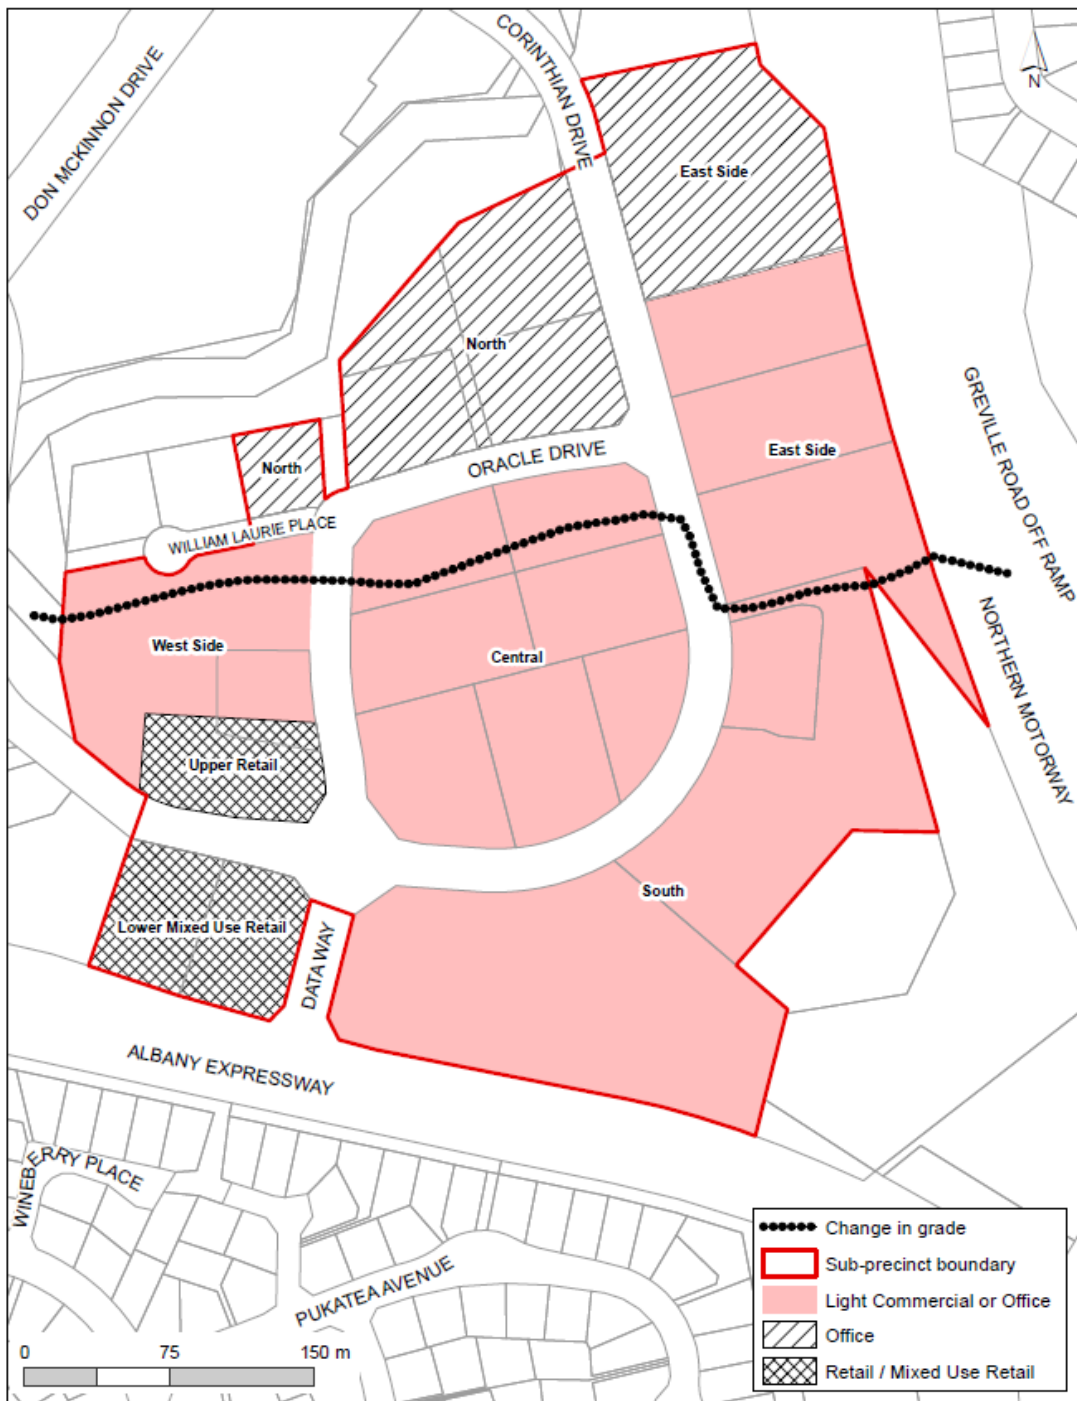 CORINTHIAN DRIVE
DON MCKINNON DRIVE
N
East Side
North
GREVILLE ROAD OFF RAMP
ORACLE DRIVE
East Side
North
WILLIAM LAURIE PLACE
NORTHERN MOTORWAY
West Side
Central
Upper Retail
South
Lower Mixed Use Retail
DATA WAY
ALBANY EXPRESSWAY
WINEBERRY PLACE
PUKATEA AVENUE
Change in grade
Sub-precinct boundary
Light Commercial or Office
Office
Retail / Mixed Use Retail
0 75 150 m